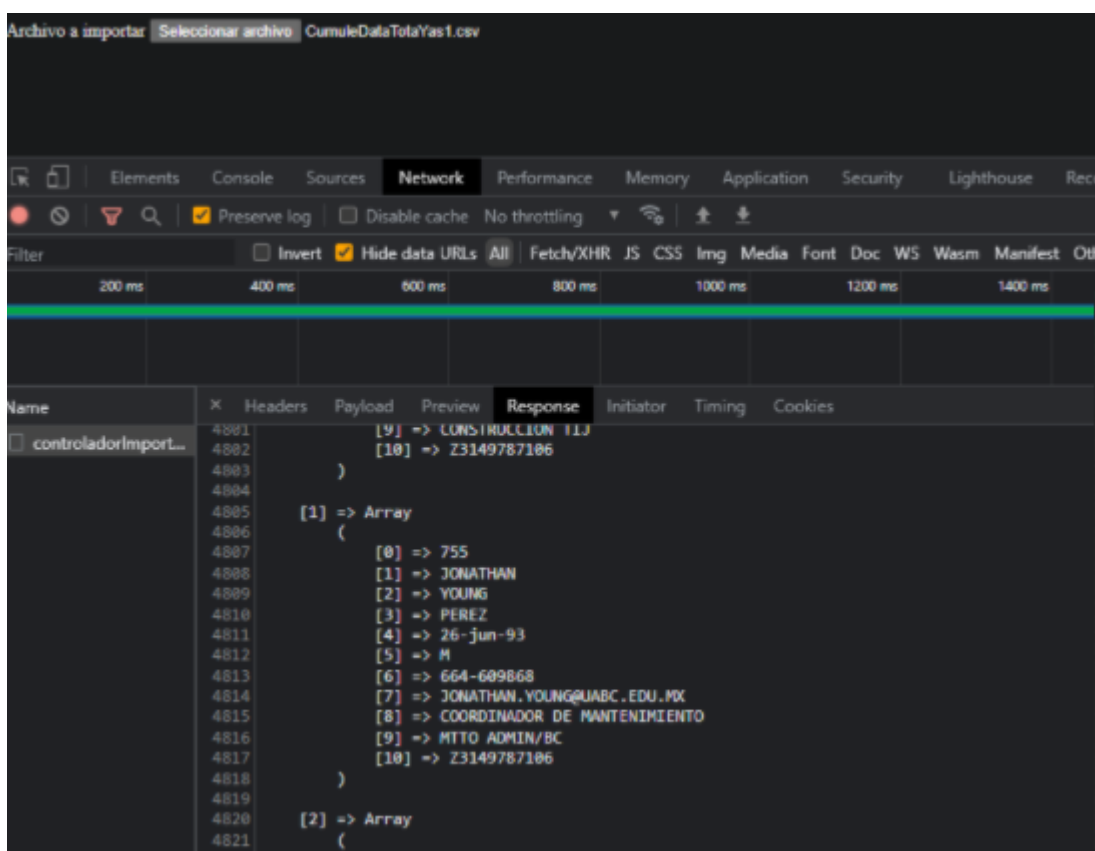 Archivo a importar Seleccionar archivo CumuleDataTotaYas1.csv
Elements Console Sources Network Performance Memory Application Security Lighthouse Rec
Preserve log Disable cache No throttling
Filter Invert Hide data URLs All Fetch/XHR JS CSS Img Media Font Doc WS Wasm Manifest Oth
200 ms 400 ms 600 ms 800 ms 1000 ms 1200 ms 1400 ms
Name × Headers Payload Preview Response Initiator Timing Cookies
controladorImport...
4801 [9] => CONSTRUCCION TIJ
4802 [10] => Z3149787106
4803 )
4804
4805 [1] => Array
4806 (
4807 [0] => 755
4808 [1] => JONATHAN
4809 [2] => YOUNG
4810 [3] => PEREZ
4811 [4] => 26-jun-93
4812 [5] => M
4813 [6] => 664-609868
4814 [7] => JONATHAN.YOUNG@UABC.EDU.MX
4815 [8] => COORDINADOR DE MANTENIMIENTO
4816 [9] => MTTO ADMIN/BC
4817 [10] => Z3149787106
4818 )
4819
4820 [2] => Array
4821 (